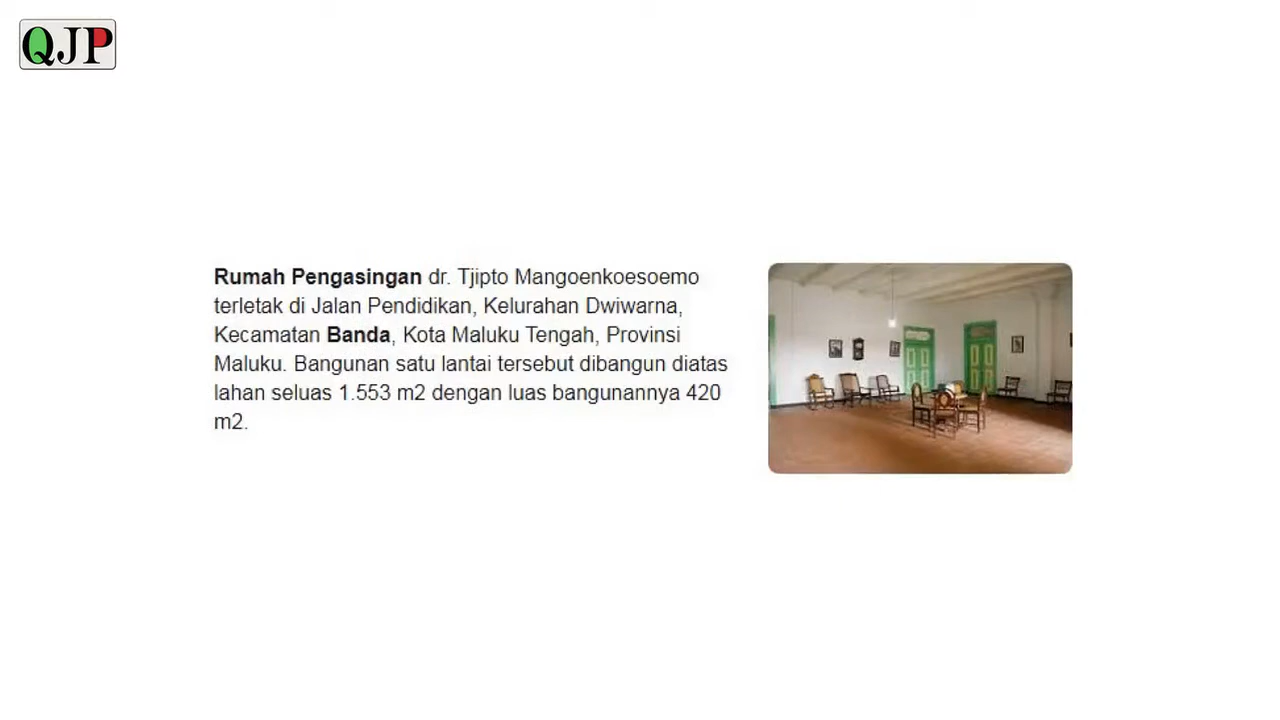 QJP
Rumah Pengasingan dr. Tjipto Mangoenkoesoemo
terletak di Jalan Pendidikan, Kelurahan Dwiwarna,
Kecamatan Banda, Kota Maluku Tengah, Provinsi
Maluku. Bangunan satu lantai tersebut dibangun diatas
lahan seluas 1.553 m2 dengan luas bangunannya 420
m2.